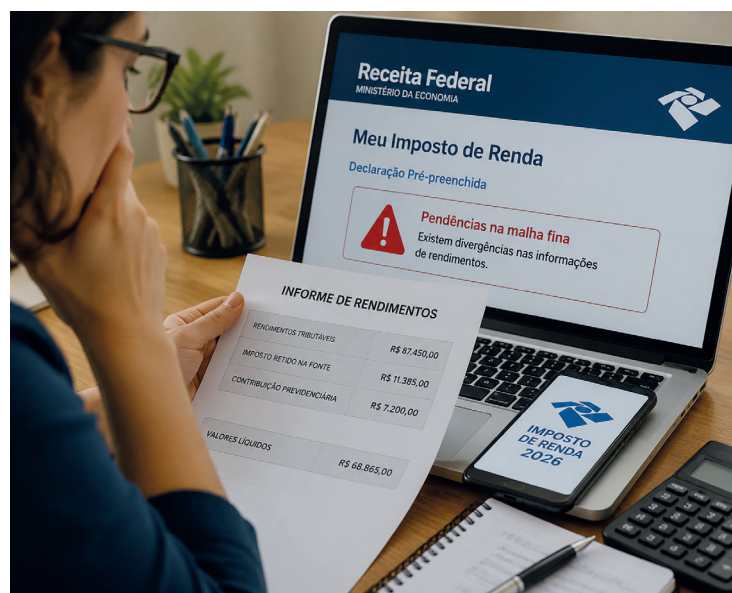 Receita Federal
MINISTÉRIO DA ECONOMIA
Meu Imposto de Renda
Declaração Pré-preenchida
Pendências na malha fina
Existem divergências nas informações
de rendimentos.
INFORME DE RENDIMENTOS
RENDIMENTOS TRIBUTÁVEIS R$ 87.450,00
IMPOSTO RETIDO NA FONTE R$ 11.385,00
CONTRIBUIÇÃO PREVIDENCIÁRIA R$ 7.200,00
VALORES LÍQUIDOS R$ 68.865,00
IMPOSTO
DE RENDA
2026